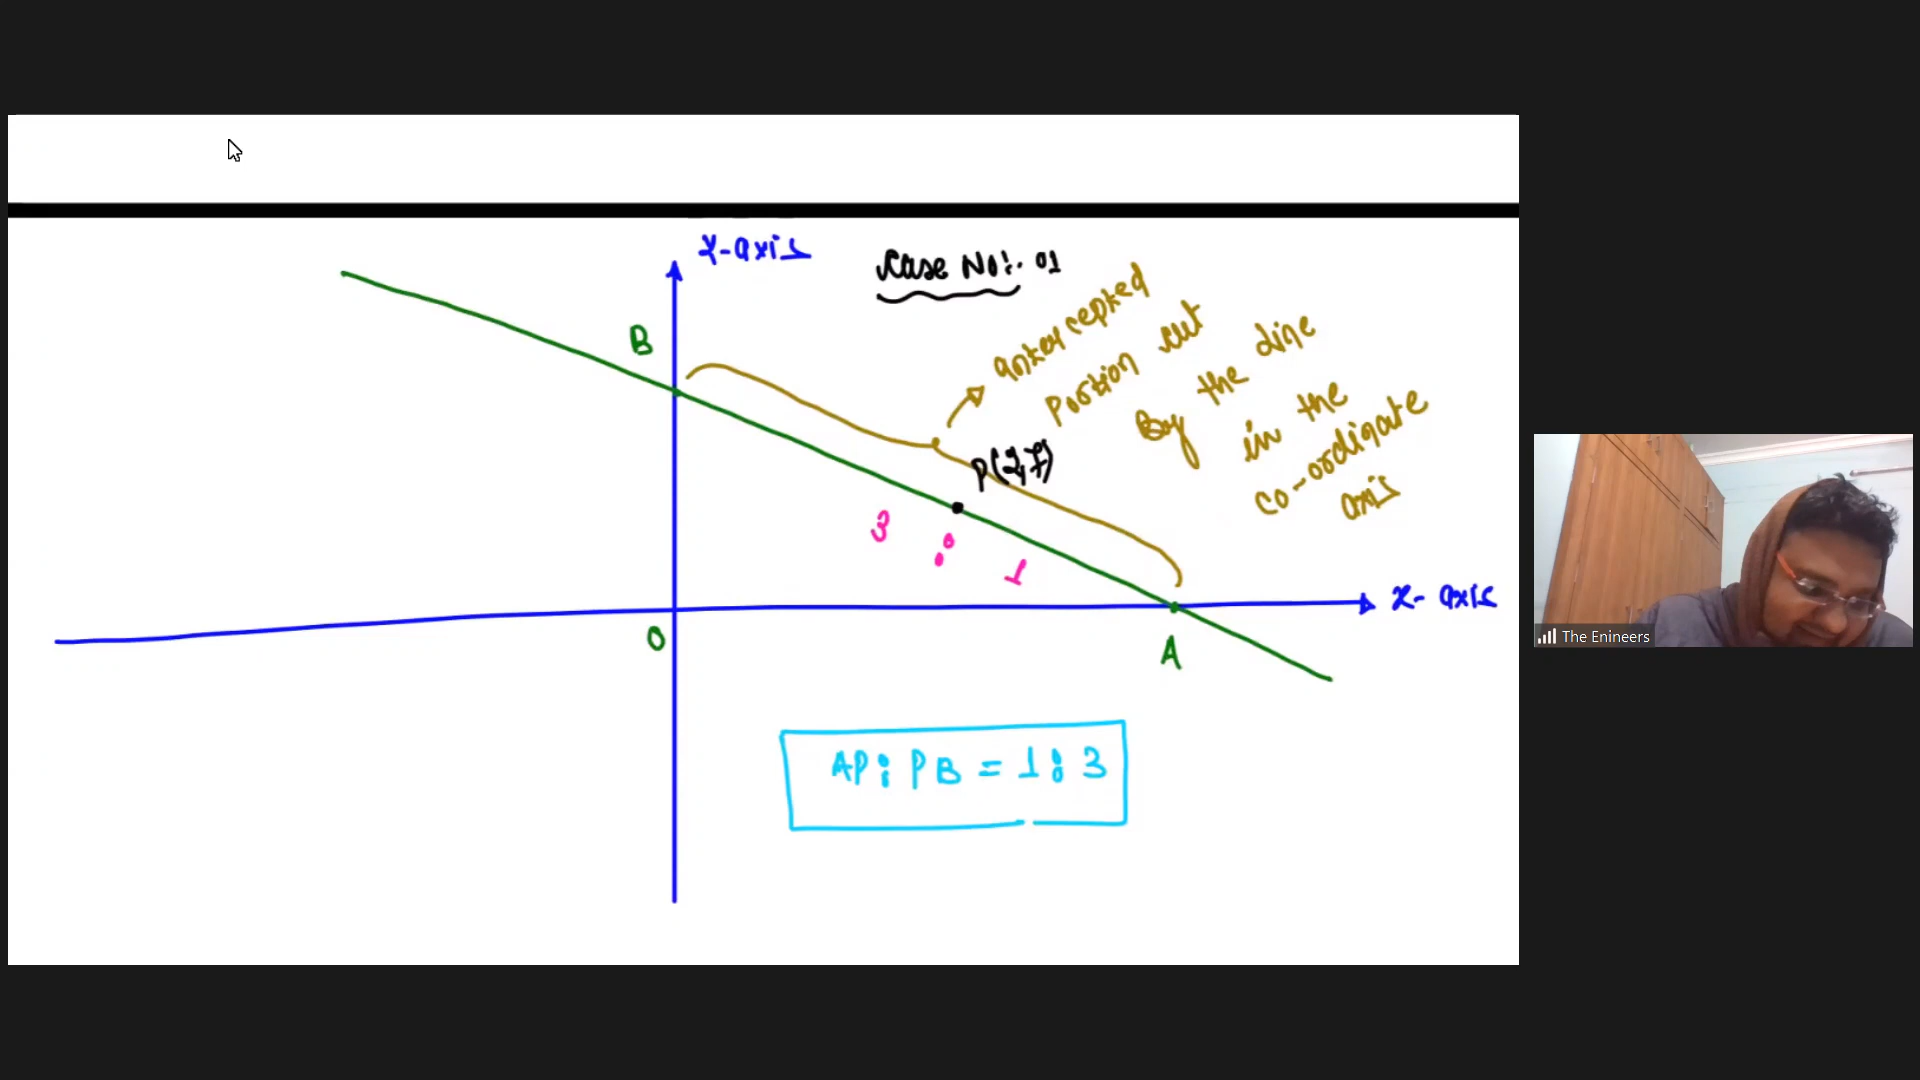 Y-axis
Case No:- 01
intercepted
Portion cut
By the line
in the
co-ordinate
axis
B
P(2,7)
3 : 1
x-axis
O
A
AP : PB = 1 : 3
The Enineers